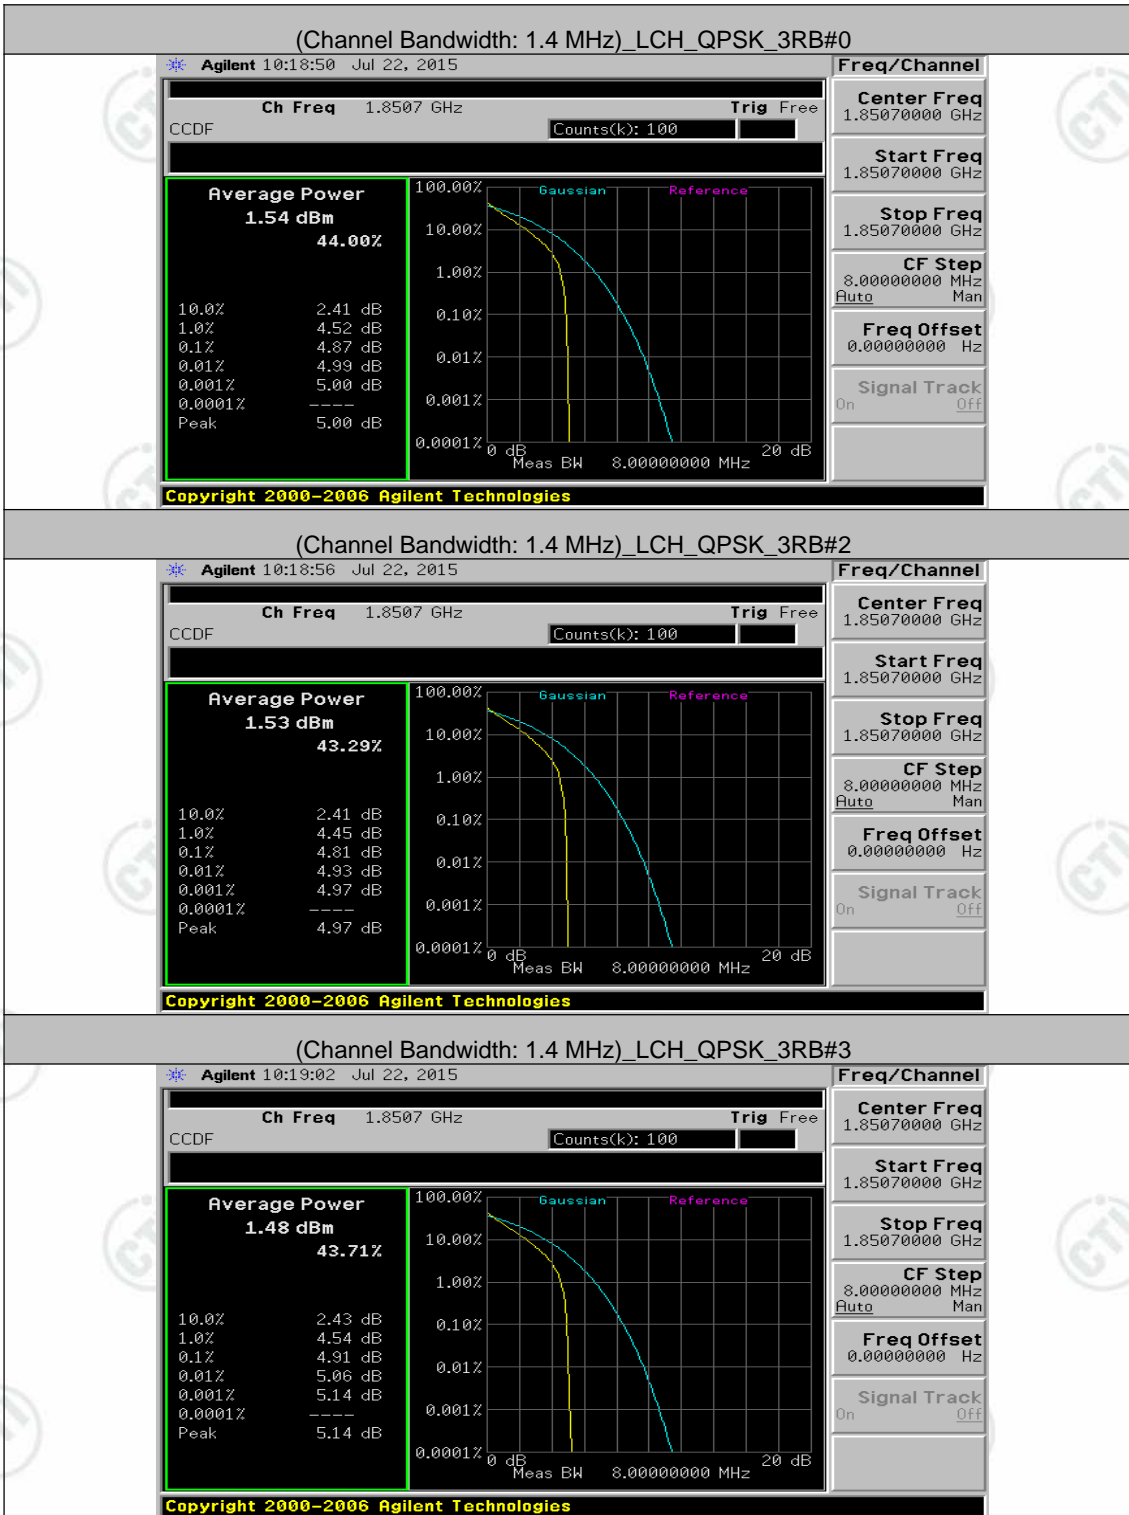 (Channel Bandwidth: 1.4 MHz)_LCH_QPSK_3RB#0
Agilent 10:18:50 Jul 22, 2015
Freq/Channel
Ch Freq 1.8507 GHz Trig Free
CCDF Counts(k): 100
Average Power
1.54 dBm
44.00%
10.0% 2.41 dB
1.0% 4.52 dB
0.1% 4.87 dB
0.01% 4.99 dB
0.001% 5.00 dB
0.0001% ----
Peak 5.00 dB
Gaussian Reference
100.00%
10.00%
1.00%
0.10%
0.01%
0.001%
0.0001%
0 dB 20 dB
Meas BW 8.00000000 MHz
Center Freq
1.85070000 GHz
Start Freq
1.85070000 GHz
Stop Freq
1.85070000 GHz
CF Step
8.00000000 MHz
Auto Man
Freq Offset
0.00000000 Hz
Signal Track
On Off
Copyright 2000-2006 Agilent Technologies
(Channel Bandwidth: 1.4 MHz)_LCH_QPSK_3RB#2
Agilent 10:18:56 Jul 22, 2015
Freq/Channel
Ch Freq 1.8507 GHz Trig Free
CCDF Counts(k): 100
Average Power
1.53 dBm
43.29%
10.0% 2.41 dB
1.0% 4.45 dB
0.1% 4.81 dB
0.01% 4.93 dB
0.001% 4.97 dB
0.0001% ----
Peak 4.97 dB
Gaussian Reference
100.00%
10.00%
1.00%
0.10%
0.01%
0.001%
0.0001%
0 dB 20 dB
Meas BW 8.00000000 MHz
Center Freq
1.85070000 GHz
Start Freq
1.85070000 GHz
Stop Freq
1.85070000 GHz
CF Step
8.00000000 MHz
Auto Man
Freq Offset
0.00000000 Hz
Signal Track
On Off
Copyright 2000-2006 Agilent Technologies
(Channel Bandwidth: 1.4 MHz)_LCH_QPSK_3RB#3
Agilent 10:19:02 Jul 22, 2015
Freq/Channel
Ch Freq 1.8507 GHz Trig Free
CCDF Counts(k): 100
Average Power
1.48 dBm
43.71%
10.0% 2.43 dB
1.0% 4.54 dB
0.1% 4.91 dB
0.01% 5.06 dB
0.001% 5.14 dB
0.0001% ----
Peak 5.14 dB
Gaussian Reference
100.00%
10.00%
1.00%
0.10%
0.01%
0.001%
0.0001%
0 dB 20 dB
Meas BW 8.00000000 MHz
Center Freq
1.85070000 GHz
Start Freq
1.85070000 GHz
Stop Freq
1.85070000 GHz
CF Step
8.00000000 MHz
Auto Man
Freq Offset
0.00000000 Hz
Signal Track
On Off
Copyright 2000-2006 Agilent Technologies
CTI
CTI
CTI
CTI
CTI
CTI
CTI
CTI